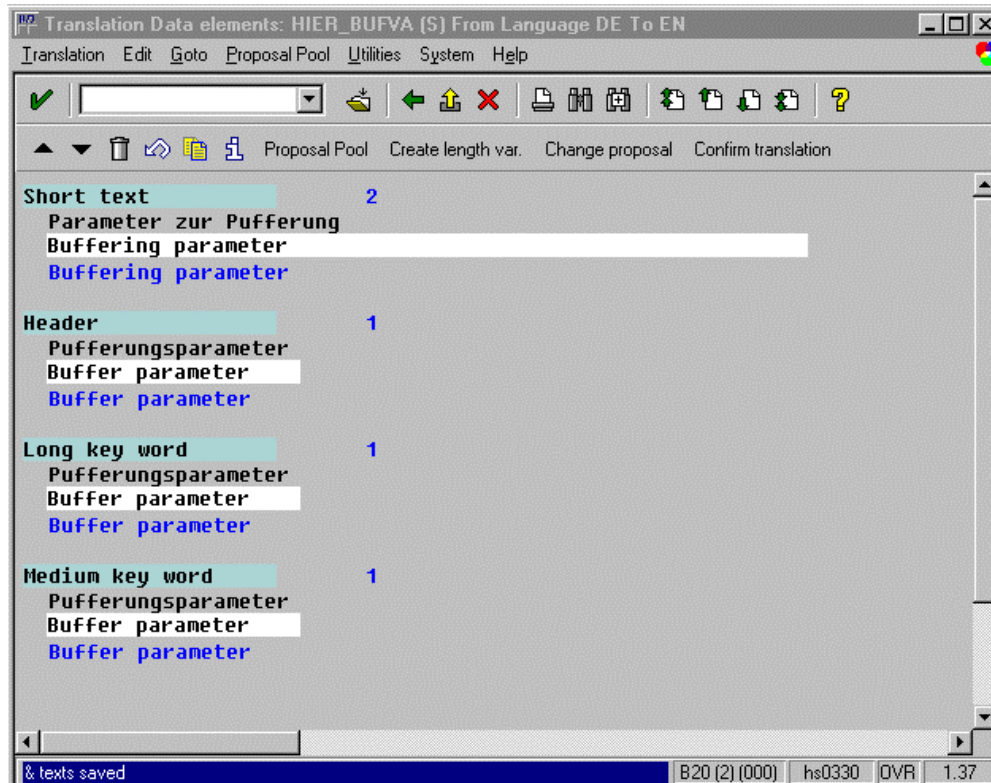 Translation Data elements: HIER_BUFVA (S) From Language DE To EN
Translation Edit Goto Proposal Pool Utilities System Help
Proposal Pool Create length var. Change proposal Confirm translation
Short text 2
Parameter zur Pufferung
Buffering parameter
Buffering parameter
Header 1
Pufferungsparameter
Buffer parameter
Buffer parameter
Long key word 1
Pufferungsparameter
Buffer parameter
Buffer parameter
Medium key word 1
Pufferungsparameter
Buffer parameter
Buffer parameter
& texts saved B20 (2) (000) hs0330 OVR 1.37